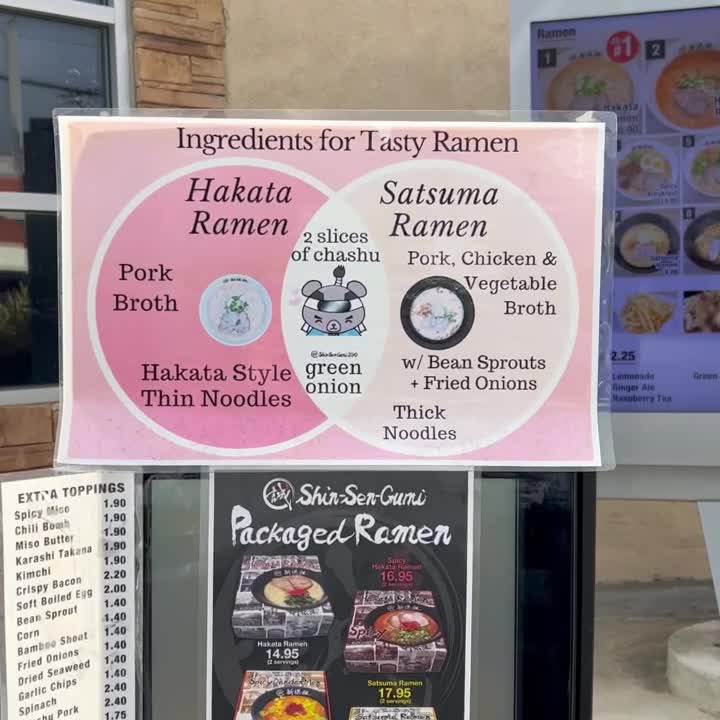 Ramen
#1
1
2
Ingredients for Tasty Ramen
Hakata
Ramen
Satsuma
Ramen
2 slices
of chashu
Pork
Broth
Pork, Chicken &
Vegetable
Broth
green
onion
Hakata Style
Thin Noodles
w/ Bean Sprouts
+ Fried Onions
Thick
Noodles
2.25
Lemonade
Ginger Ale
Raspberry Tea
Green
EXTRA TOPPINGS
Spicy Miso 1.90
Chili Bomb 1.90
Miso Butter 1.90
Karashi Takana 1.90
Kimchi 2.20
Crispy Bacon 2.00
Soft Boiled Egg 1.40
Bean Sprout 1.40
Corn 1.40
Bamboo Shoot 1.40
Fried Onions 1.40
Dried Seaweed 2.40
Garlic Chips 2.40
Spinach 1.75
Pork
Shin-Sen-Gumi
Packaged Ramen
Spicy
Hakata Ramen
16.95
(2 servings)
Spicy
Hakata Ramen
14.95
(2 servings)
Satsuma Ramen
17.95
(2 servings)
Satsuma Ramen